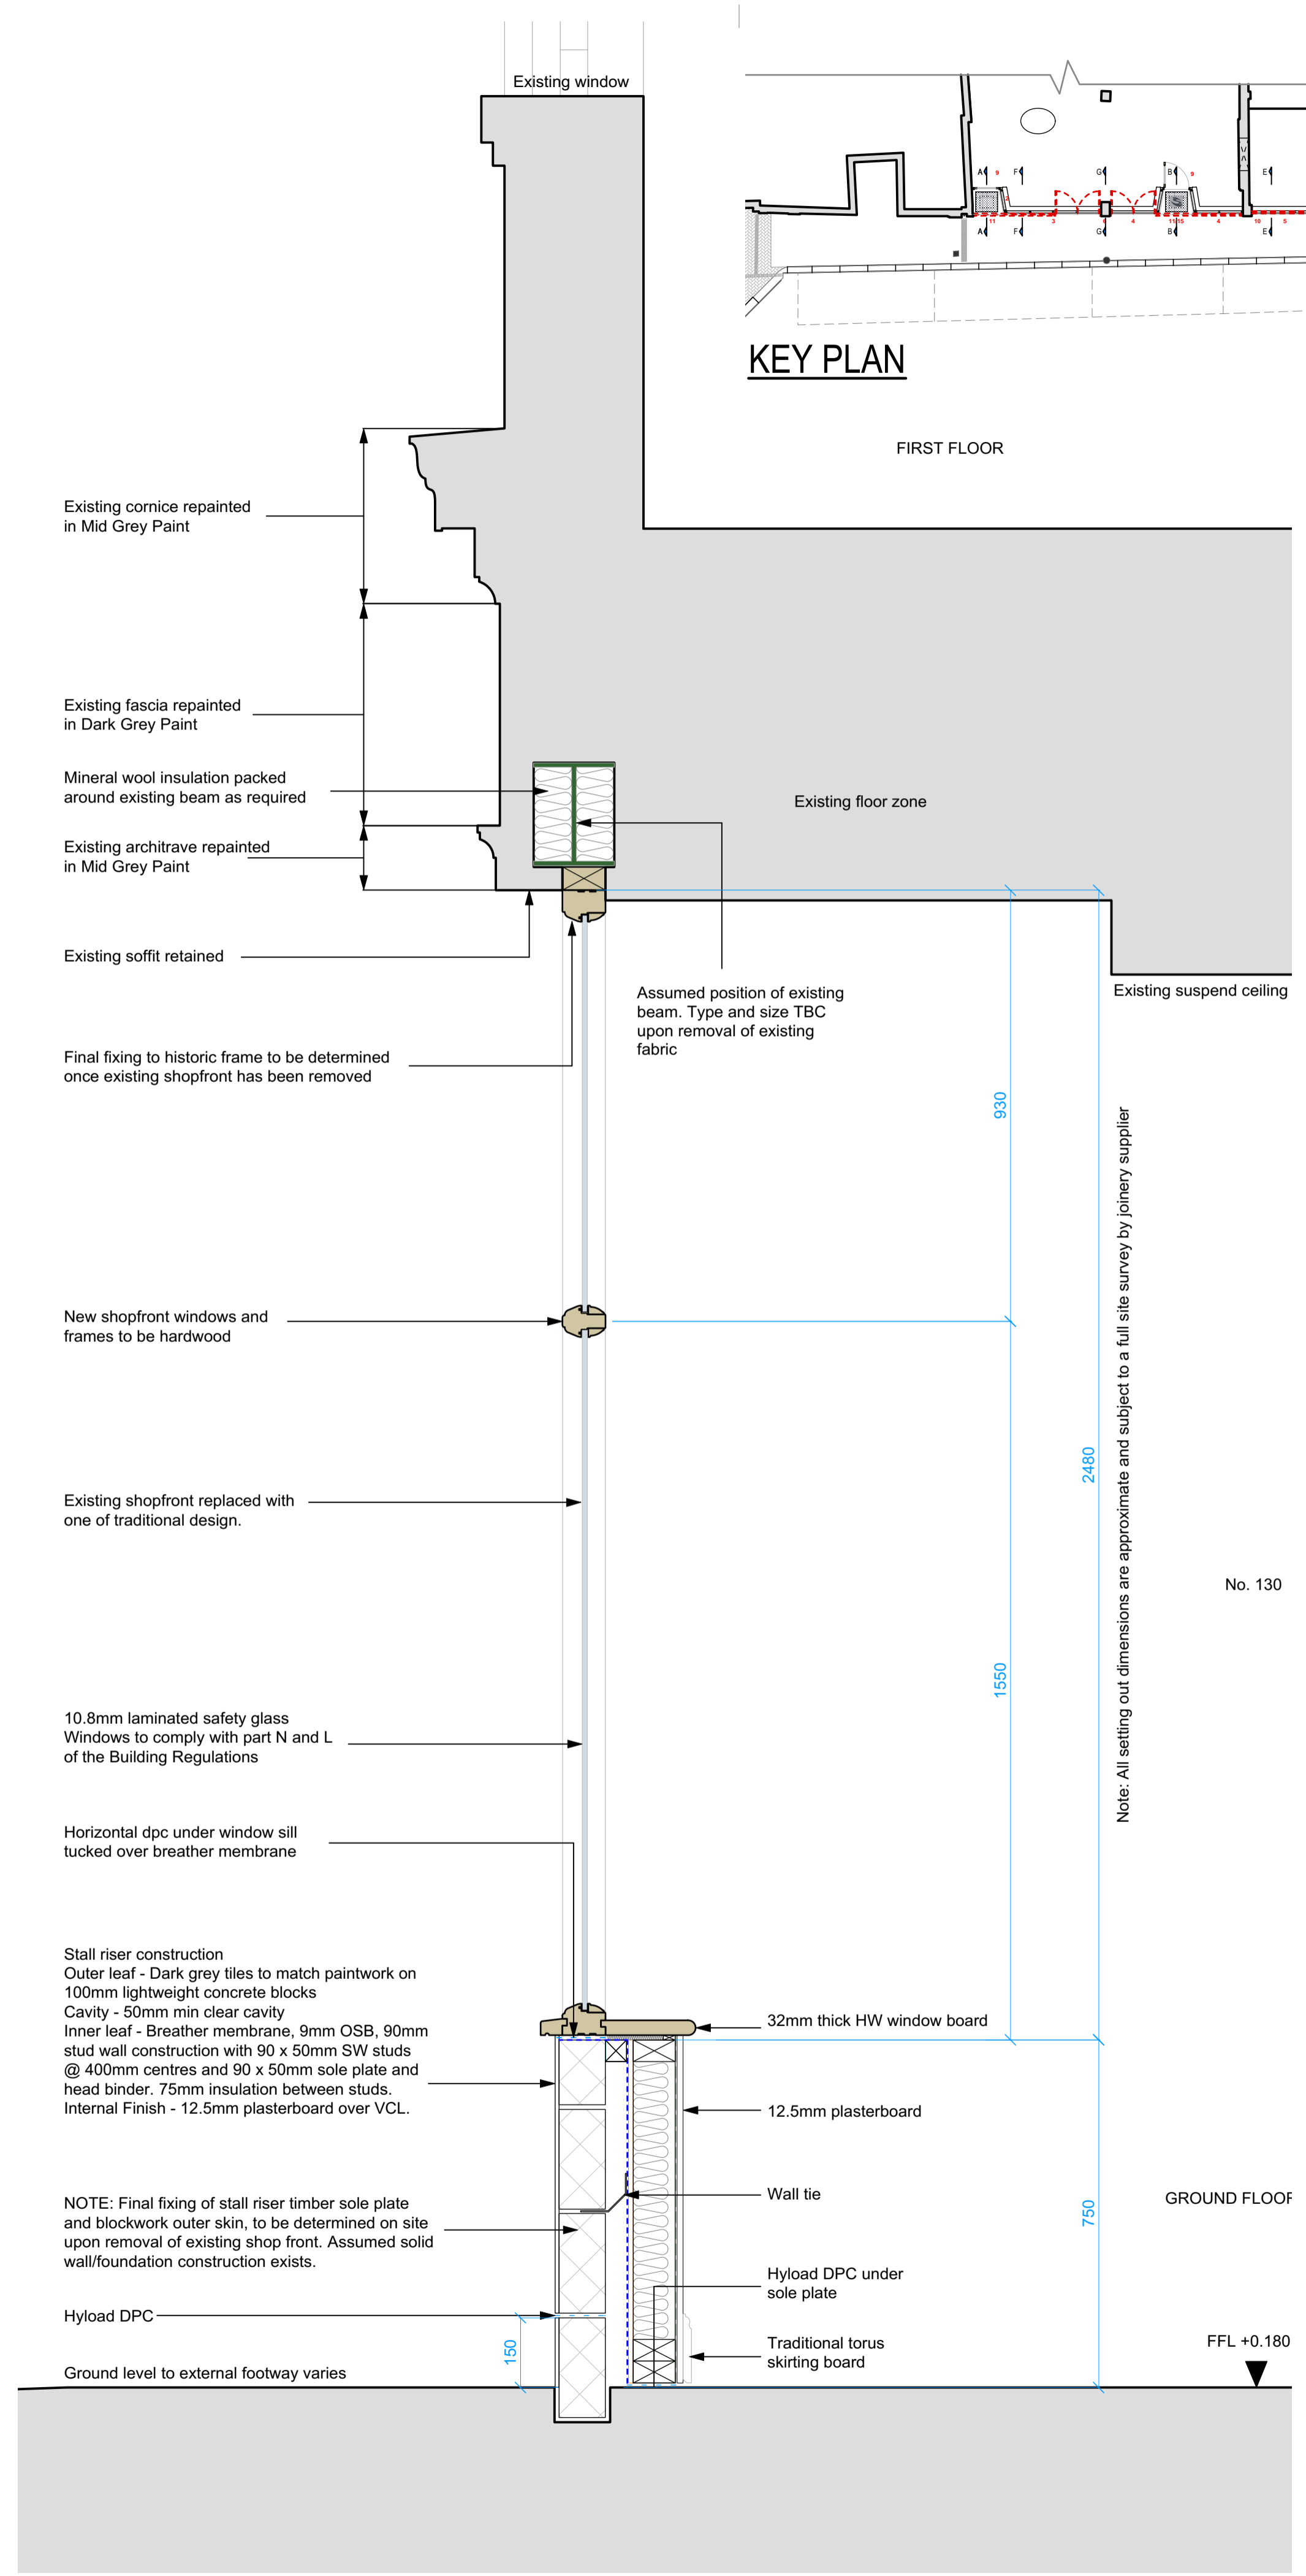 Existing window
A
9
F
G
B
9
E
11
3
4
11
15
4
10
5
A
F
G
B
E
KEY PLAN
FIRST FLOOR
Existing cornice repainted
in Mid Grey Paint
Existing fascia repainted
in Dark Grey Paint
Mineral wool insulation packed
around existing beam as required
Existing floor zone
Existing architrave repainted
in Mid Grey Paint
Existing soffit retained
Assumed position of existing
beam. Type and size TBC
upon removal of existing
fabric
Existing suspend ceiling
Final fixing to historic frame to be determined
once existing shopfront has been removed
930
Note: All setting out dimensions are approximate and subject to a full site survey by joinery supplier
New shopfront windows and
frames to be hardwood
2480
Existing shopfront replaced with
one of traditional design.
No. 130
1550
10.8mm laminated safety glass
Windows to comply with part N and L
of the Building Regulations
Horizontal dpc under window sill
tucked over breather membrane
Stall riser construction
Outer leaf - Dark grey tiles to match paintwork on
100mm lightweight concrete blocks
Cavity - 50mm min clear cavity
Inner leaf - Breather membrane, 9mm OSB, 90mm
stud wall construction with 90 x 50mm SW studs
@ 400mm centres and 90 x 50mm sole plate and
head binder. 75mm insulation between studs.
Internal Finish - 12.5mm plasterboard over VCL.
32mm thick HW window board
12.5mm plasterboard
Wall tie
NOTE: Final fixing of stall riser timber sole plate
and blockwork outer skin, to be determined on site
upon removal of existing shop front. Assumed solid
wall/foundation construction exists.
750
GROUND FLOOR
Hyload DPC under
sole plate
Hyload DPC
150
Traditional torus
skirting board
FFL +0.180
Ground level to external footway varies